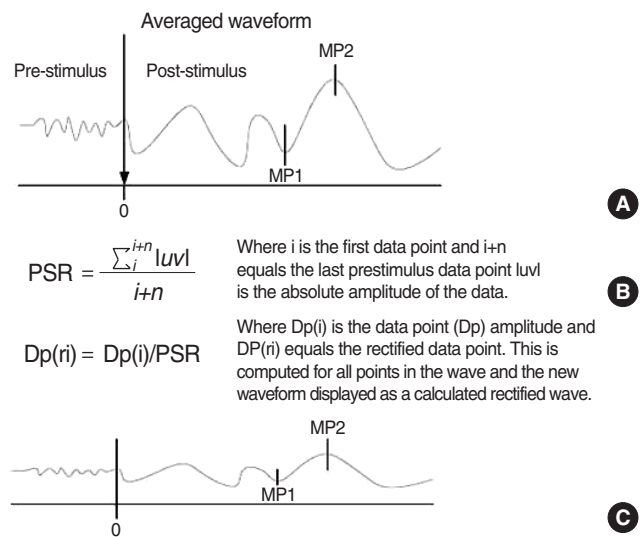 Averaged waveform
MP2
Pre-stimulus Post-stimulus
MP1
0
A
PSR = ∑ᵢⁱ⁺ⁿ |uv| / i+n
Where i is the first data point and i+n
equals the last prestimulus data point luvl
is the absolute amplitude of the data.
B
Dp(ri) = Dp(i)/PSR
Where Dp(i) is the data point (Dp) amplitude and
DP(ri) equals the rectified data point. This is
computed for all points in the wave and the new
waveform displayed as a calculated rectified wave.
MP2
MP1
0
C